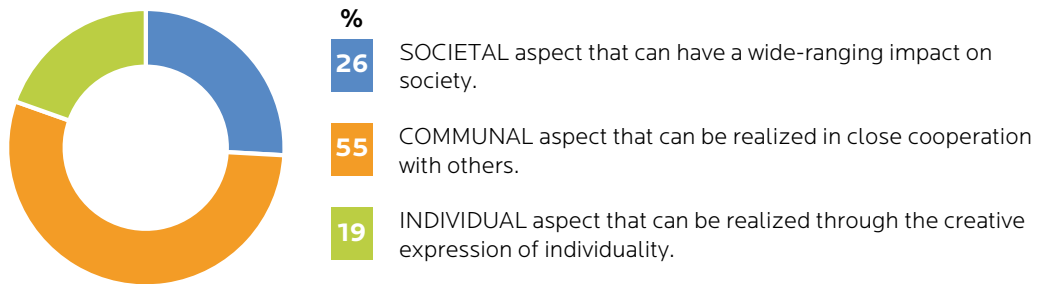 %
26 SOCIETAL aspect that can have a wide-ranging impact on
society.
55 COMMUNAL aspect that can be realized in close cooperation
with others.
19 INDIVIDUAL aspect that can be realized through the creative
expression of individuality.